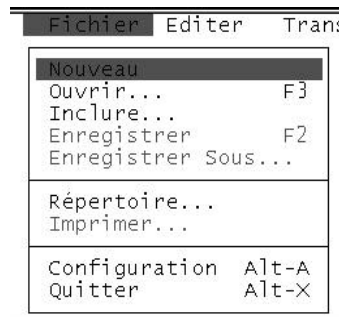 Fichier Editer Trans
Nouveau
Ouvrir... F3
Inclure...
Enregistrer F2
Enregistrer Sous...
Répertoire...
Imprimer...
Configuration Alt-A
Quitter Alt-X